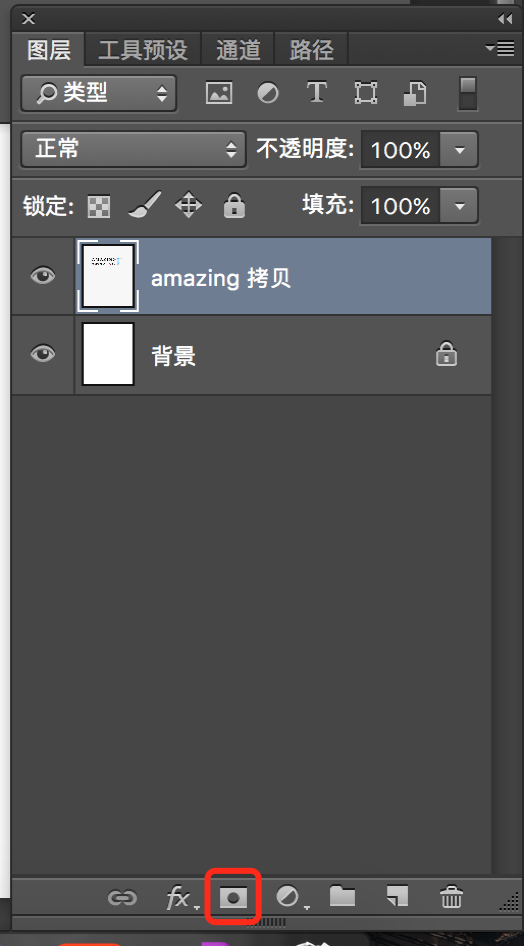 图层 工具预设 通道 路径
类型 T
正常 不透明度: 100%
锁定: 填充: 100%
amazing 拷贝
背景
fx